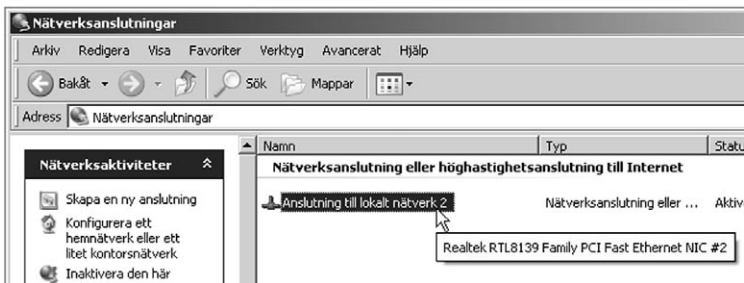 Nätverksanslutningar
Arkiv Redigera Visa Favoriter Verktyg Avancerat Hjälp
Bakåt Sök Mappar
Adress Nätverksanslutningar
Namn Typ Statu
Nätverksaktiviteter
Nätverksanslutning eller höghastighetsanslutning till Internet
Skapa en ny anslutning
Anslutning till lokalt nätverk 2 Nätverksanslutning eller ... Aktive
Konfigurera ett
hemnätverk eller ett
litet kontorsnätverk
Realtek RTL8139 Family PCI Fast Ethernet NIC #2
Inaktivera den här